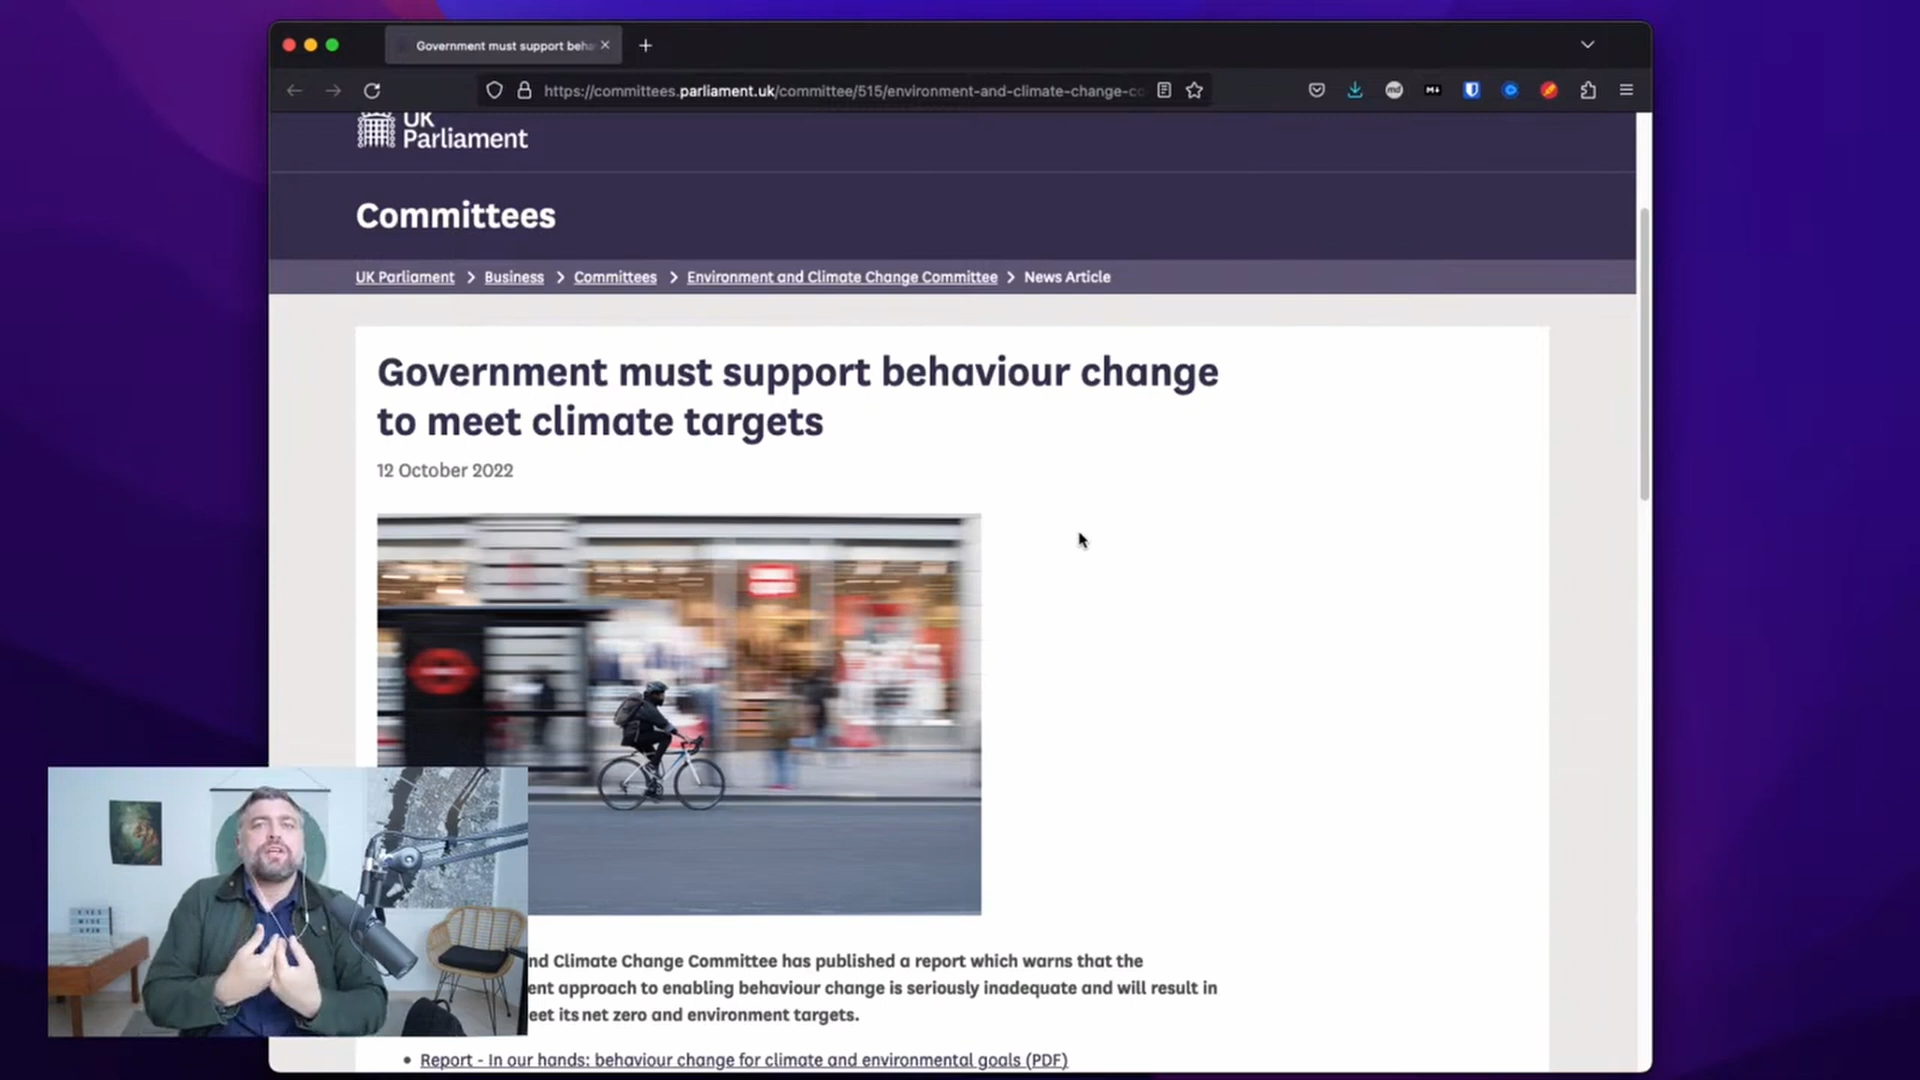 Government must support beha
https://committees.parliament.uk/committee/515/environment-and-climate-change-co
UK
Parliament
Committees
UK Parliament > Business > Committees > Environment and Climate Change Committee > News Article
Government must support behaviour change
to meet climate targets
12 October 2022
nd Climate Change Committee has published a report which warns that the
ent approach to enabling behaviour change is seriously inadequate and will result in
eet its net zero and environment targets.
• Report - In our hands: behaviour change for climate and environmental goals (PDF)
EYES
WIDE
OPEN